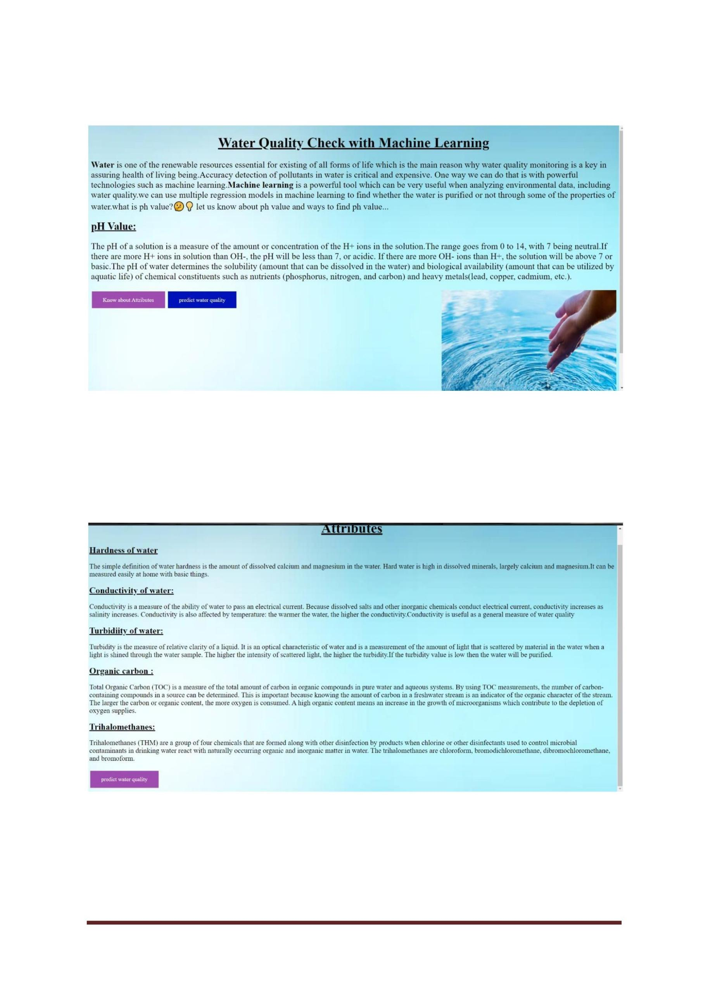 Water Quality Check with Machine Learning
Water is one of the renewable resources essential for existing of all forms of life which is the main reason why water quality monitoring is a key in
assuring health of living being.Accuracy detection of pollutants in water is critical and expensive. One way we can do that is with powerful
technologies such as machine learning.Machine learning is a powerful tool which can be very useful when analyzing environmental data, including
water quality.we can use multiple regression models in machine learning to find whether the water is purified or not through some of the properties of
water.what is ph value?🤔💡 let us know about ph value and ways to find ph value...
pH Value:
The pH of a solution is a measure of the amount or concentration of the H+ ions in the solution.The range goes from 0 to 14, with 7 being neutral.If
there are more H+ ions in solution than OH-, the pH will be less than 7, or acidic. If there are more OH- ions than H+, the solution will be above 7 or
basic.The pH of water determines the solubility (amount that can be dissolved in the water) and biological availability (amount that can be utilized by
aquatic life) of chemical constituents such as nutrients (phosphorus, nitrogen, and carbon) and heavy metals(lead, copper, cadmium, etc.).
Know about Attributes predict water quality
Attributes
Hardness of water
The simple definition of water hardness is the amount of dissolved calcium and magnesium in the water. Hard water is high in dissolved minerals, largely calcium and magnesium.It can be
measured easily at home with basic things.
Conductivity of water:
Conductivity is a measure of the ability of water to pass an electrical current. Because dissolved salts and other inorganic chemicals conduct electrical current, conductivity increases as
salinity increases. Conductivity is also affected by temperature: the warmer the water, the higher the conductivity.Conductivity is useful as a general measure of water quality
Turbidiity of water:
Turbidity is the measure of relative clarity of a liquid. It is an optical characteristic of water and is a measurement of the amount of light that is scattered by material in the water when a
light is shined through the water sample. The higher the intensity of scattered light, the higher the turbidity.If the turbidity value is low then the water will be purified.
Organic carbon :
Total Organic Carbon (TOC) is a measure of the total amount of carbon in organic compounds in pure water and aqueous systems. By using TOC measurements, the number of carbon-
containing compounds in a source can be determined. This is important because knowing the amount of carbon in a freshwater stream is an indicator of the organic character of the stream.
The larger the carbon or organic content, the more oxygen is consumed. A high organic content means an increase in the growth of microorganisms which contribute to the depletion of
oxygen supplies.
Trihalomethanes:
Trihalomethanes (THM) are a group of four chemicals that are formed along with other disinfection by products when chlorine or other disinfectants used to control microbial
contaminants in drinking water react with naturally occurring organic and inorganic matter in water. The trihalomethanes are chloroform, bromodichloromethane, dibromochloromethane,
and bromoform.
predict water quality